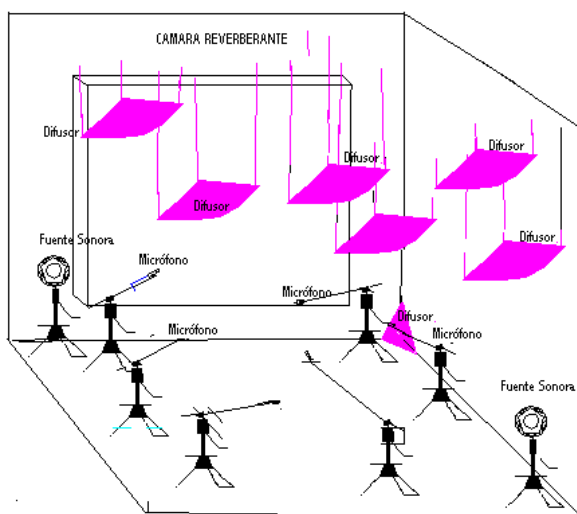 CAMARA REVERBERANTE
Difusor
Difusor
Difusor
Difusor
Difusor
Fuente Sonora
Micrófono
Micrófono
Difusor
Micrófono
Micrófono
Fuente Sonora